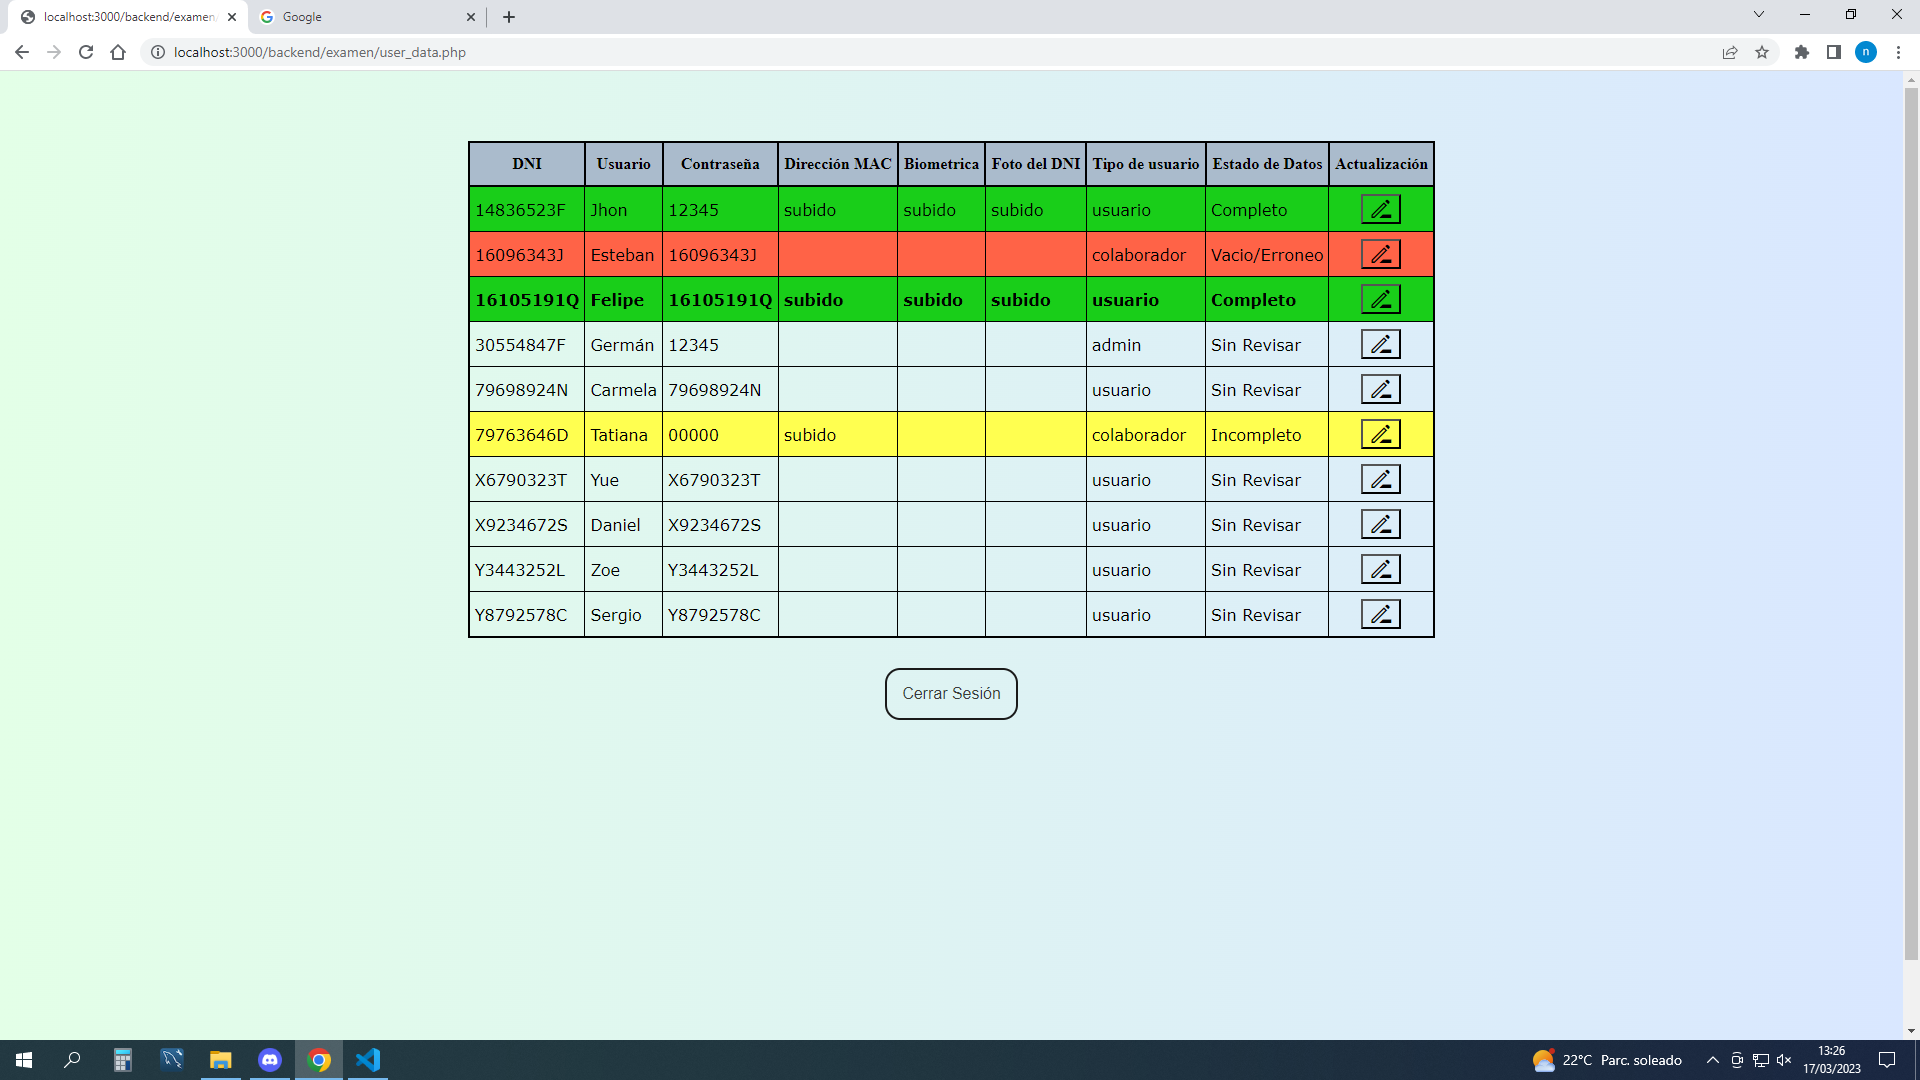 localhost:3000/backend/examen/
Google
localhost:3000/backend/examen/user_data.php
n
DNI Usuario Contraseña Dirección MAC Biometrica Foto del DNI Tipo de usuario Estado de Datos Actualización
14836523F Jhon 12345 subido subido subido usuario Completo
16096343J Esteban 16096343J colaborador Vacio/Erroneo
16105191Q Felipe 16105191Q subido subido subido usuario Completo
30554847F Germán 12345 admin Sin Revisar
79698924N Carmela 79698924N usuario Sin Revisar
79763646D Tatiana 00000 subido colaborador Incompleto
X6790323T Yue X6790323T usuario Sin Revisar
X9234672S Daniel X9234672S usuario Sin Revisar
Y3443252L Zoe Y3443252L usuario Sin Revisar
Y8792578C Sergio Y8792578C usuario Sin Revisar
Cerrar Sesión
22°C Parc. soleado
13:26
17/03/2023